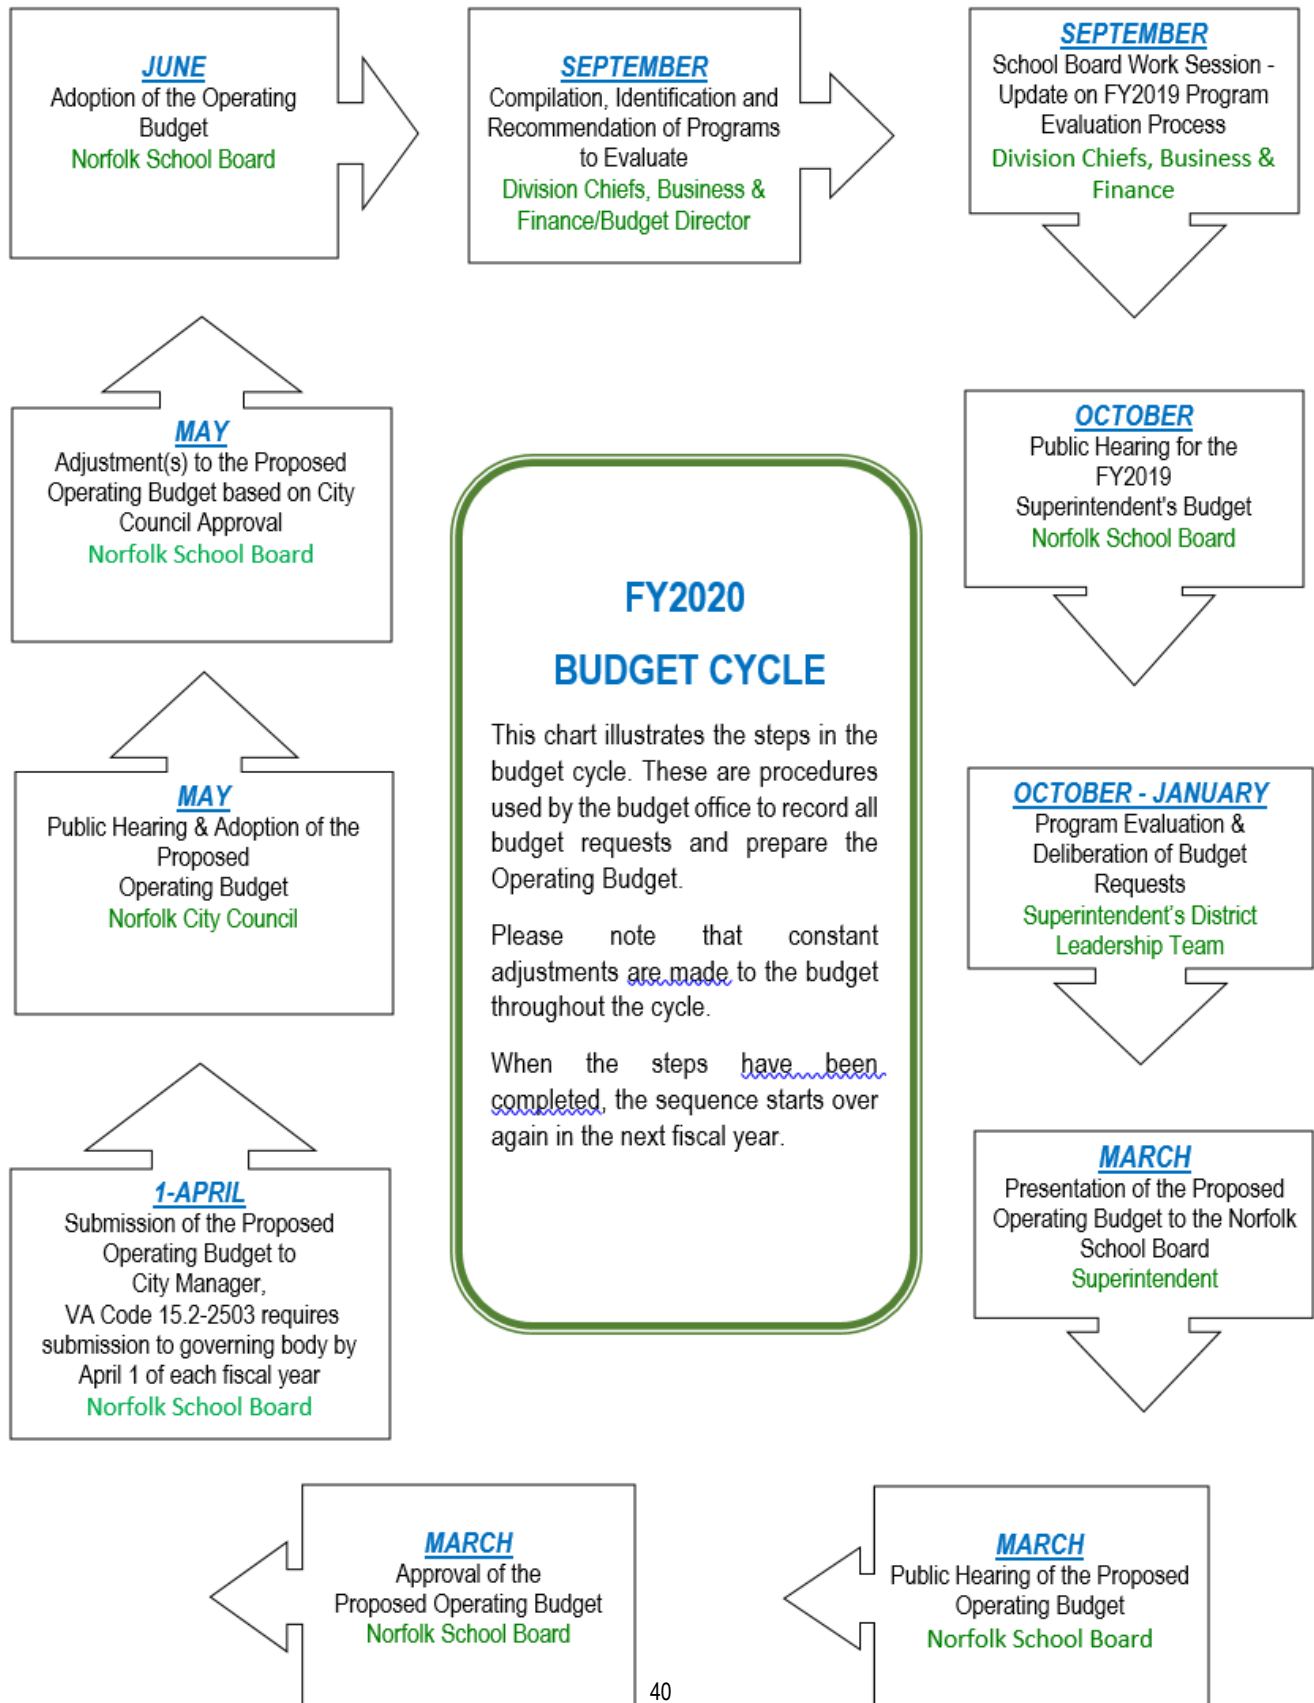 JUNE
Adoption of the Operating
Budget
Norfolk School Board
SEPTEMBER
Compilation, Identification and
Recommendation of Programs
to Evaluate
Division Chiefs, Business &
Finance/Budget Director
SEPTEMBER
School Board Work Session -
Update on FY2019 Program
Evaluation Process
Division Chiefs, Business &
Finance
OCTOBER
Public Hearing for the
FY2019
Superintendent's Budget
Norfolk School Board
OCTOBER - JANUARY
Program Evaluation &
Deliberation of Budget
Requests
Superintendent’s District
Leadership Team
MARCH
Presentation of the Proposed
Operating Budget to the Norfolk
School Board
Superintendent
MARCH
Public Hearing of the Proposed
Operating Budget
Norfolk School Board
MARCH
Approval of the
Proposed Operating Budget
Norfolk School Board
1-APRIL
Submission of the Proposed
Operating Budget to
City Manager,
VA Code 15.2-2503 requires
submission to governing body by
April 1 of each fiscal year
Norfolk School Board
MAY
Public Hearing & Adoption of the
Proposed
Operating Budget
Norfolk City Council
MAY
Adjustment(s) to the Proposed
Operating Budget based on City
Council Approval
Norfolk School Board
FY2020
BUDGET CYCLE
This chart illustrates the steps in the
budget cycle. These are procedures
used by the budget office to record all
budget requests and prepare the
Operating Budget.
Please note that constant
adjustments are made to the budget
throughout the cycle.
When the steps have been
completed, the sequence starts over
again in the next fiscal year.
40